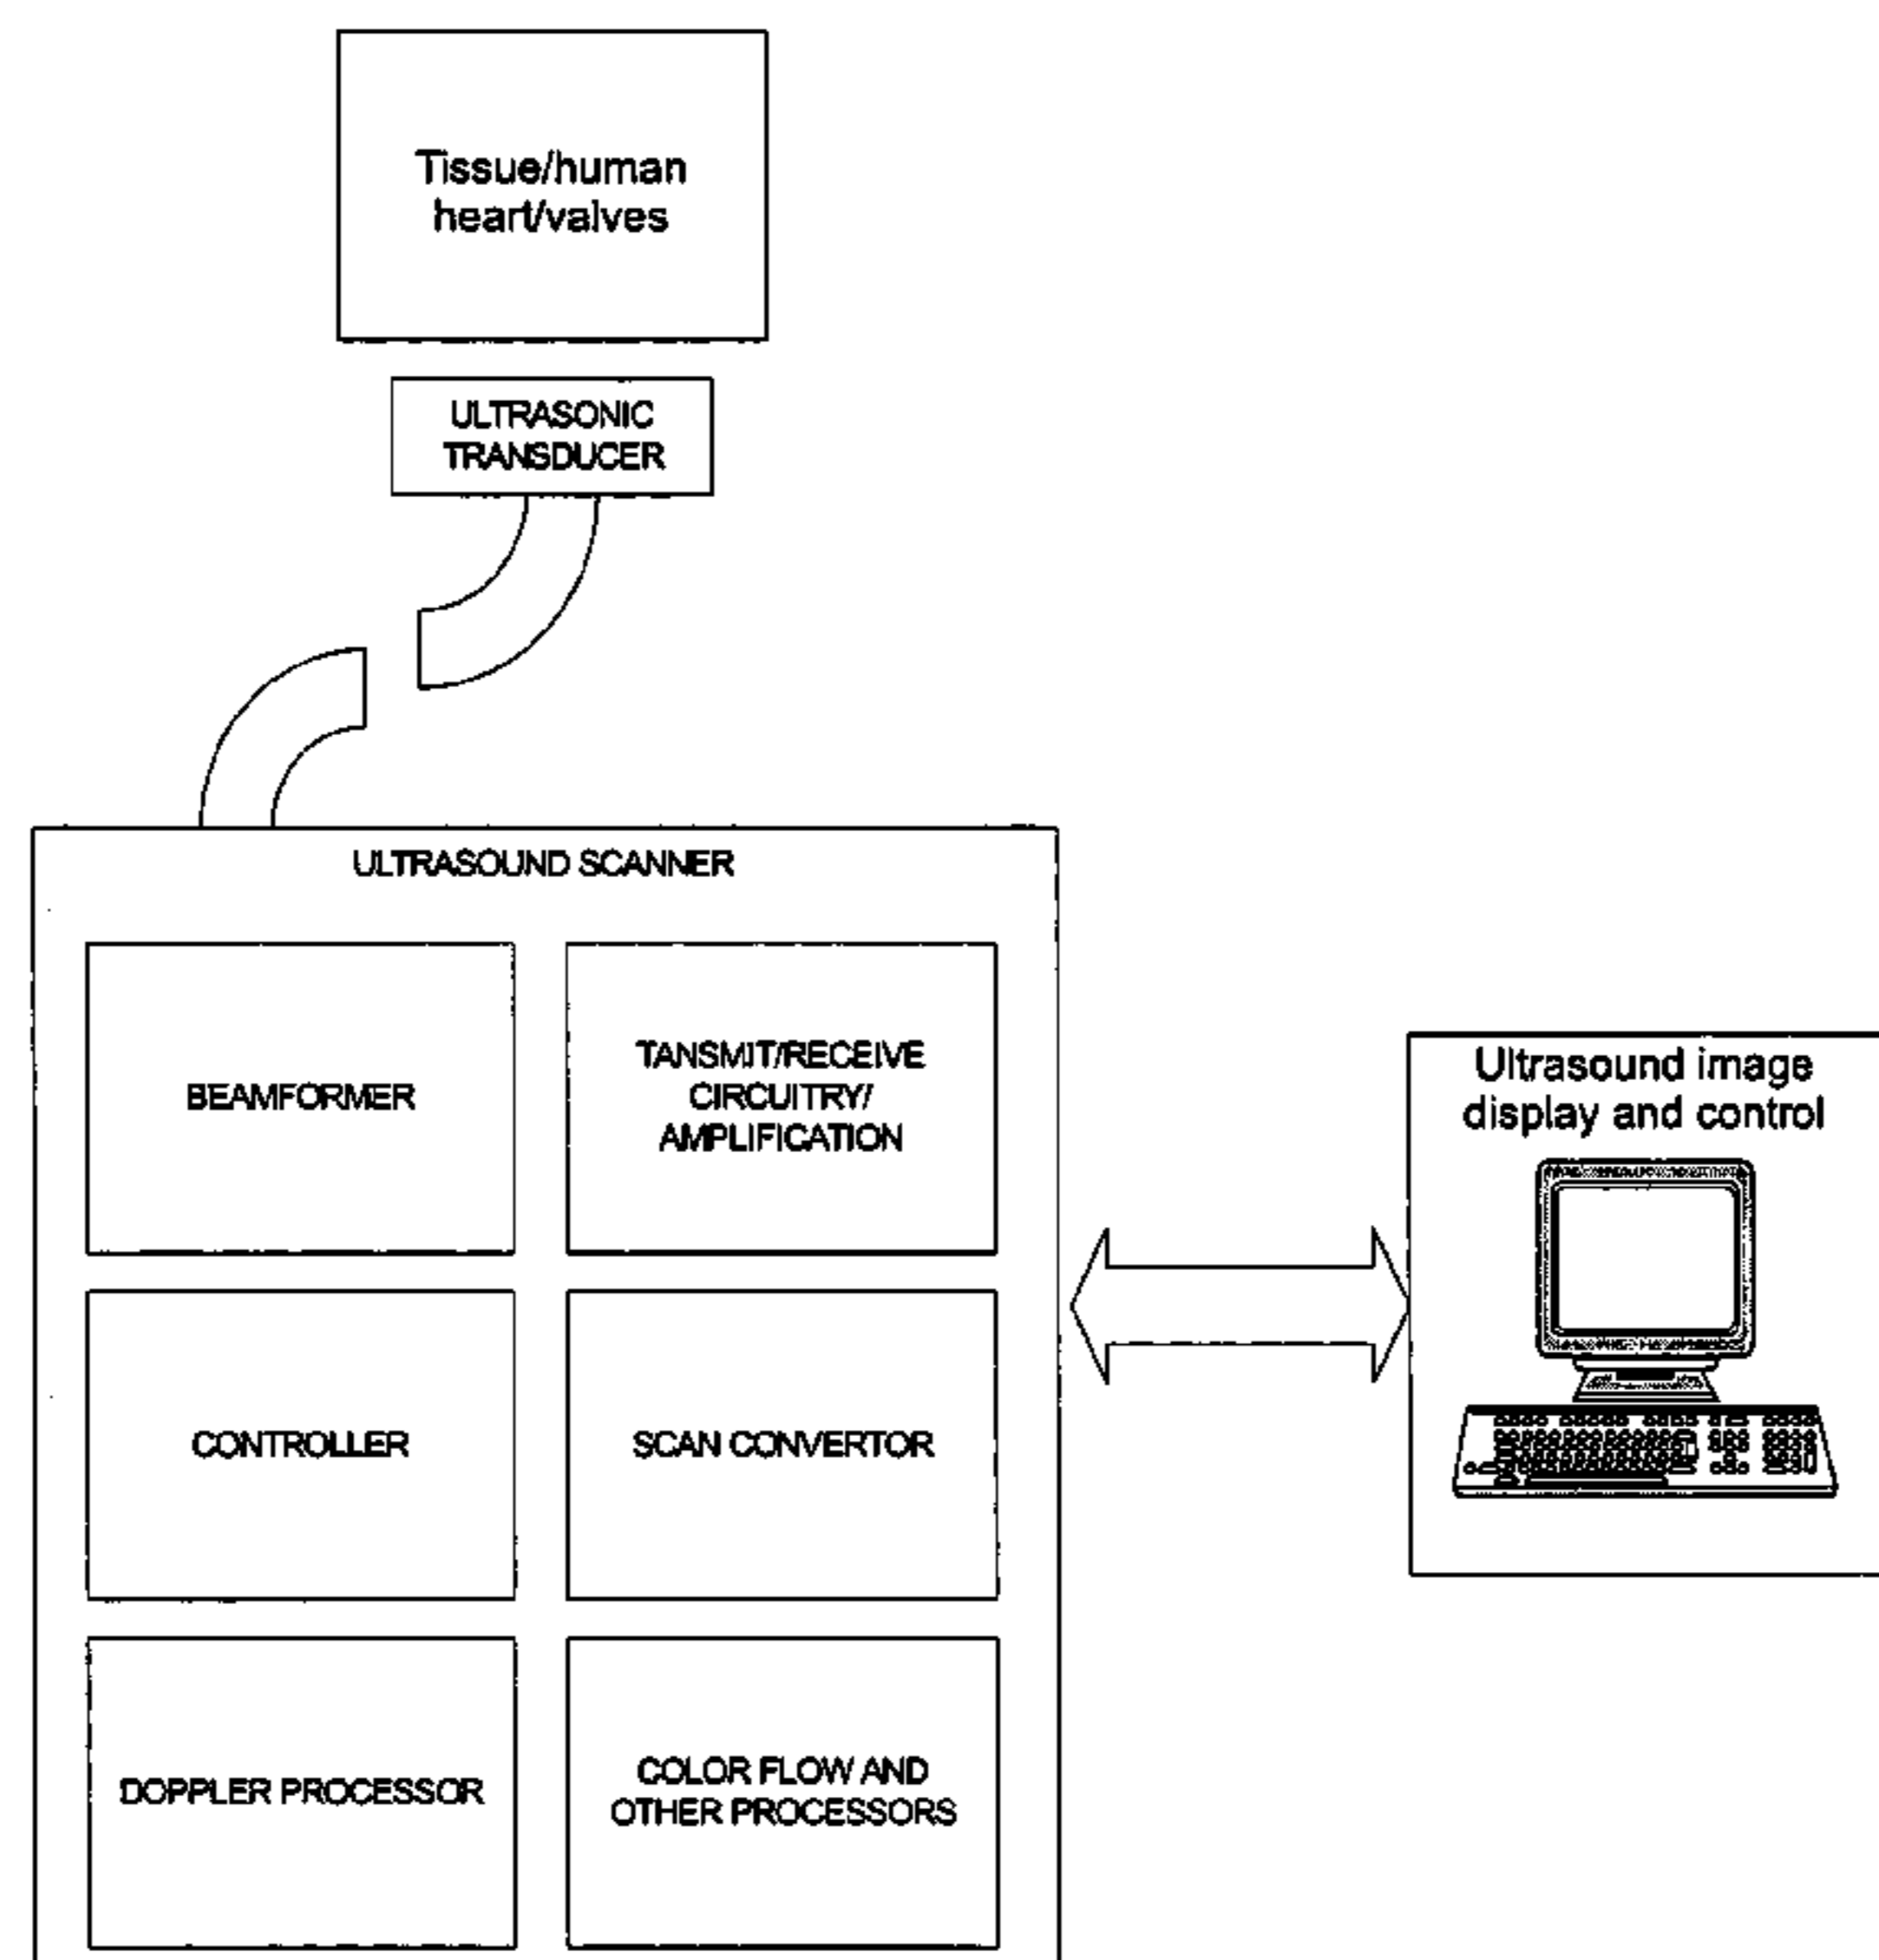 Tissue/human
heart/valves
ULTRASONIC
TRANSDUCER
ULTRASOUND SCANNER
BEAMFORMER
TANSMIT/RECEIVE
CIRCUITRY/
AMPLIFICATION
Ultrasound image
display and control
CONTROLLER
SCAN CONVERTOR
DOPPLER PROCESSOR
COLOR FLOW AND
OTHER PROCESSORS